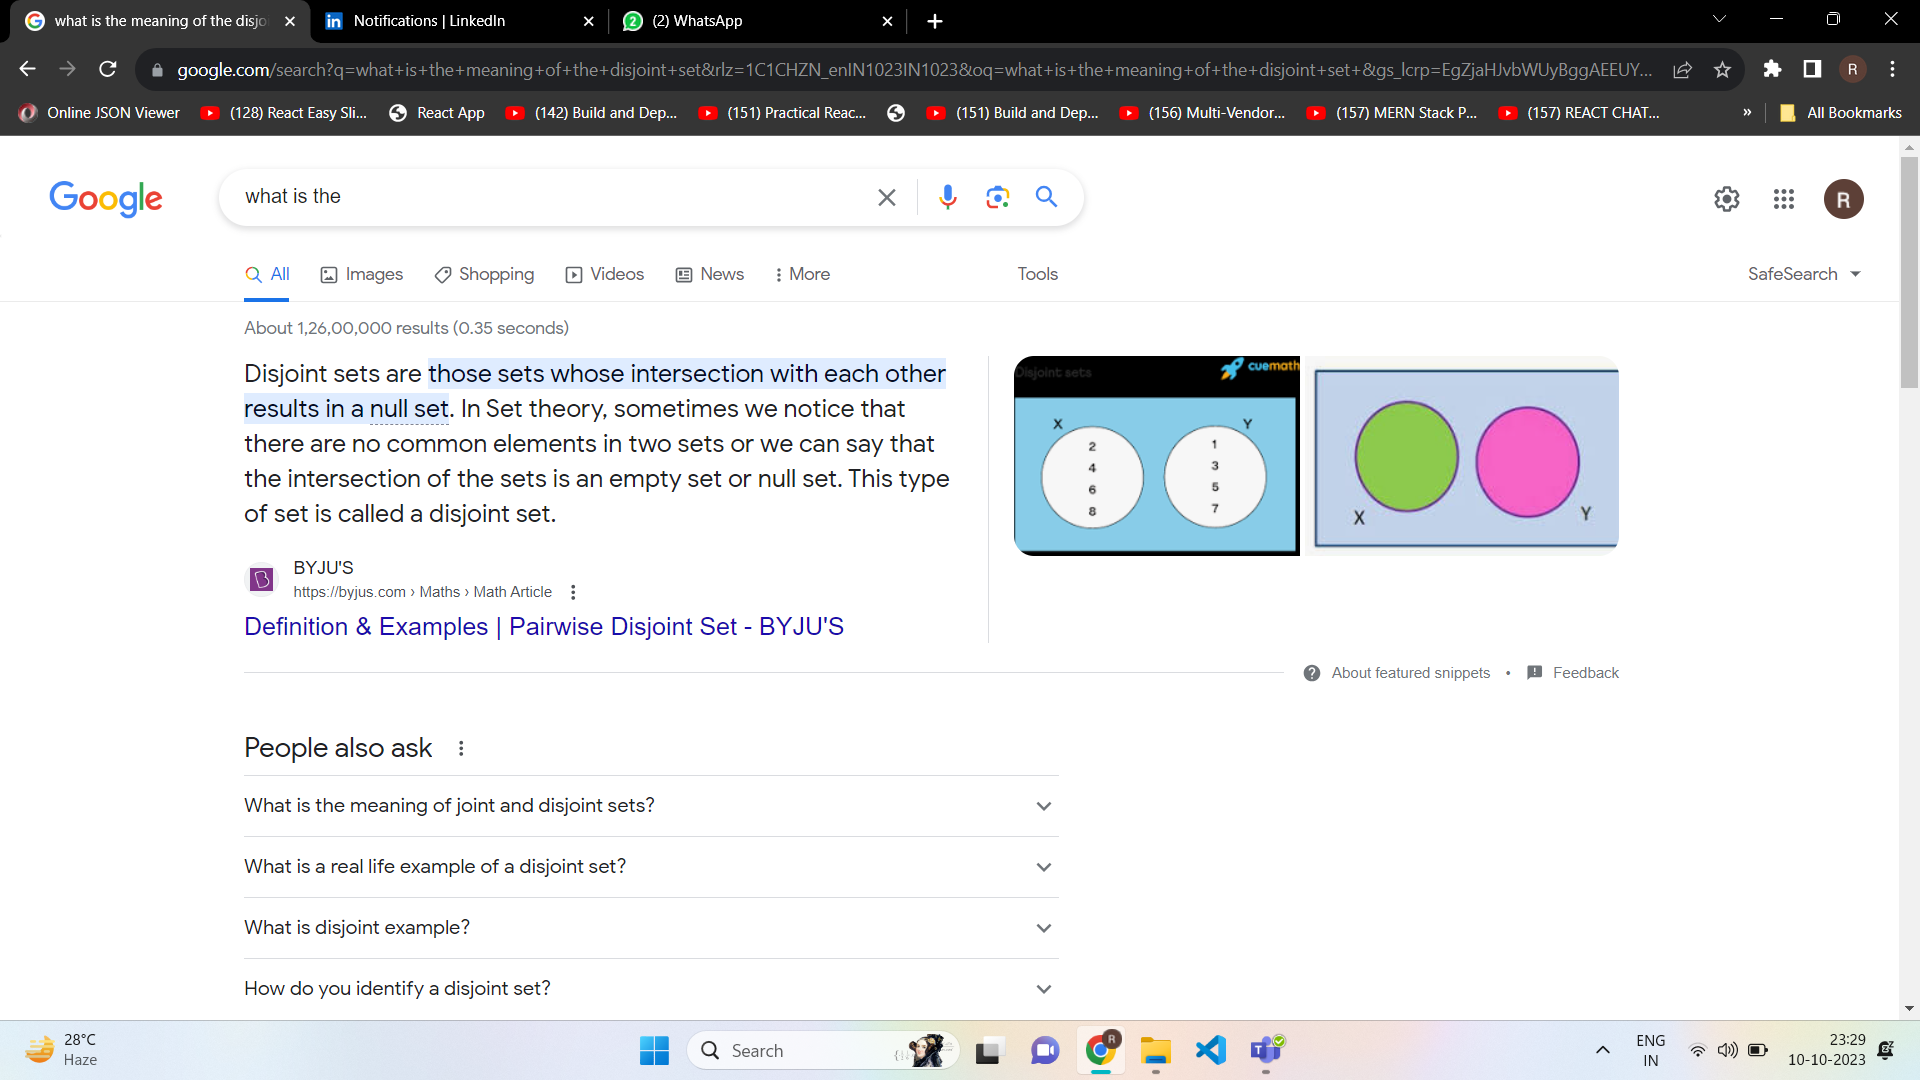 what is the meaning of the disjo
Notifications | LinkedIn
(2) WhatsApp
google.com/search?q=what+is+the+meaning+of+the+disjoint+set&rlz=1C1CHZN_enIN1023IN1023&oq=what+is+the+meaning+of+the+disjoint+set+&gs_lcrp=EgZjaHJvbWUyBggAEEUY...
R
Online JSON Viewer
(128) React Easy Sli...
React App
(142) Build and Dep...
(151) Practical Reac...
(151) Build and Dep...
(156) Multi-Vendor...
(157) MERN Stack P...
(157) REACT CHAT...
»
All Bookmarks
Google
what is the
R
All
Images
Shopping
Videos
News
More
Tools
SafeSearch
About 1,26,00,000 results (0.35 seconds)
Disjoint sets are those sets whose intersection with each other
results in a null set. In Set theory, sometimes we notice that
there are no common elements in two sets or we can say that
the intersection of the sets is an empty set or null set. This type
of set is called a disjoint set.
Disjoint sets
cuemath
X
Y
2
4
6
8
1
3
5
7
X
Y
BYJU'S
https://byjus.com › Maths › Math Article
Definition & Examples | Pairwise Disjoint Set - BYJU'S
About featured snippets • Feedback
People also ask
What is the meaning of joint and disjoint sets?
What is a real life example of a disjoint set?
What is disjoint example?
How do you identify a disjoint set?
28°C
Haze
Search
R
ENG
IN
23:29
10-10-2023